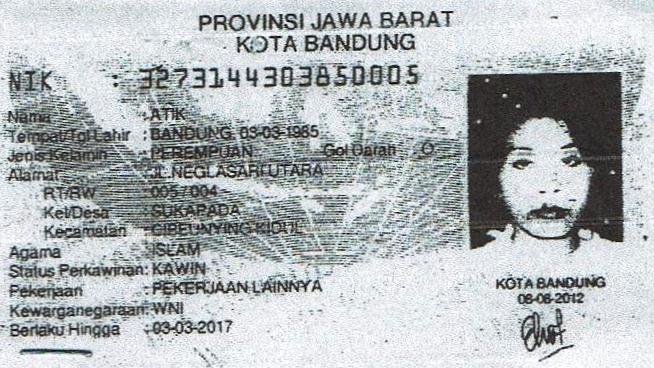 PROVINSI JAWA BARAT
KOTA BANDUNG
NIK : 3273144303850005
Nama : ATIK
Tempat/Tgl Lahir : BANDUNG, 03-03-1985
Jenis Kelamin : PEREMPUAN Gol Darah O
Alamat : JL NEGLASARI UTARA
RT/RW : 005 / 004
Kel/Desa : SUKAPADA
Kecamatan : CIBEUNYING KIDUL
Agama : ISLAM
Status Perkawinan: KAWIN
Pekerjaan : PEKERJAAN LAINNYA
Kewarganegaraan: WNI
Berlaku Hingga : 03-03-2017
KOTA BANDUNG
08-08-2012